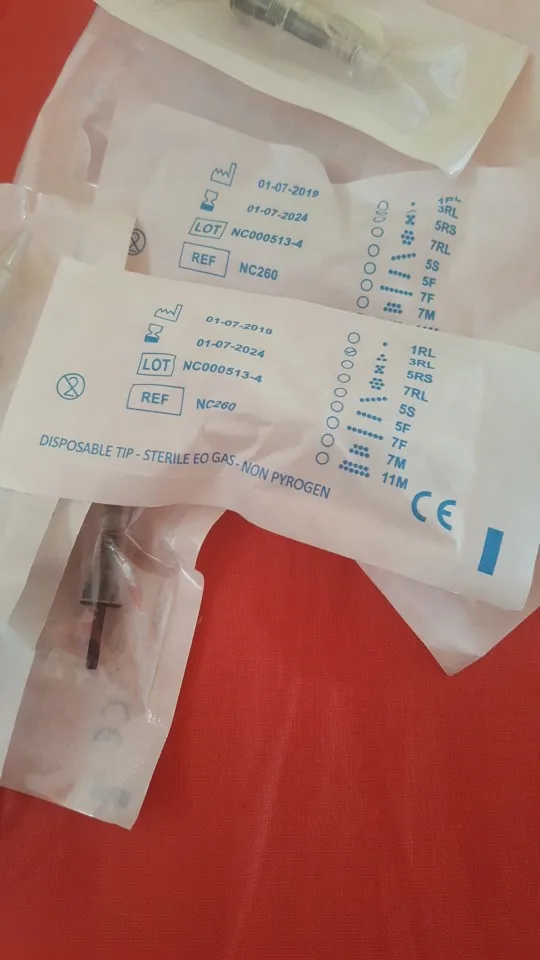 01-07-2019
01-07-2024
LOT NC000513-4
REF NC260
1RL
3RL
5RS
7RL
5S
5F
7F
7M
01-07-2019
01-07-2024
LOT NC000513-4
REF NC260
1RL
3RL
5RS
7RL
5S
5F
7F
7M
11M
DISPOSABLE TIP - STERILE EO GAS - NON PYROGEN
CE
CE